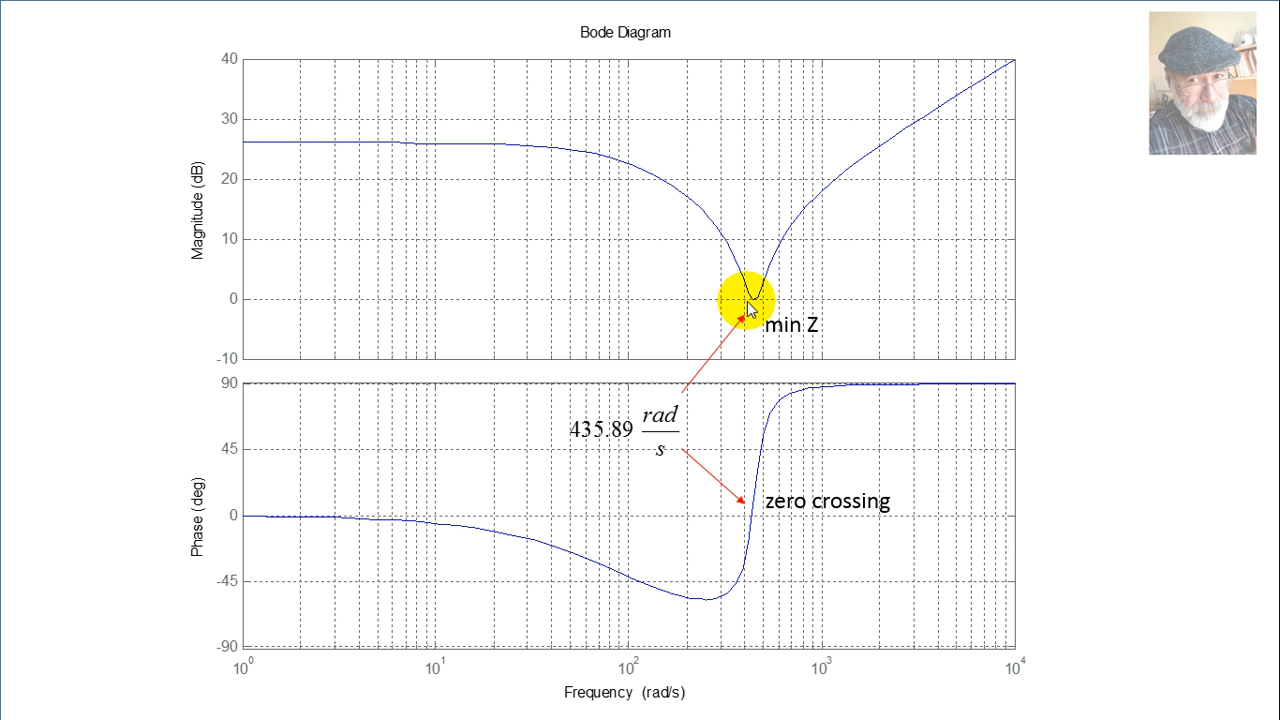 Bode Diagram
40
30
20
10
0
-10
Magnitude (dB)
min Z
90
45
0
-45
-90
Phase (deg)
435.89 rad/s
zero crossing
10^0 10^1 10^2 10^3 10^4
Frequency (rad/s)